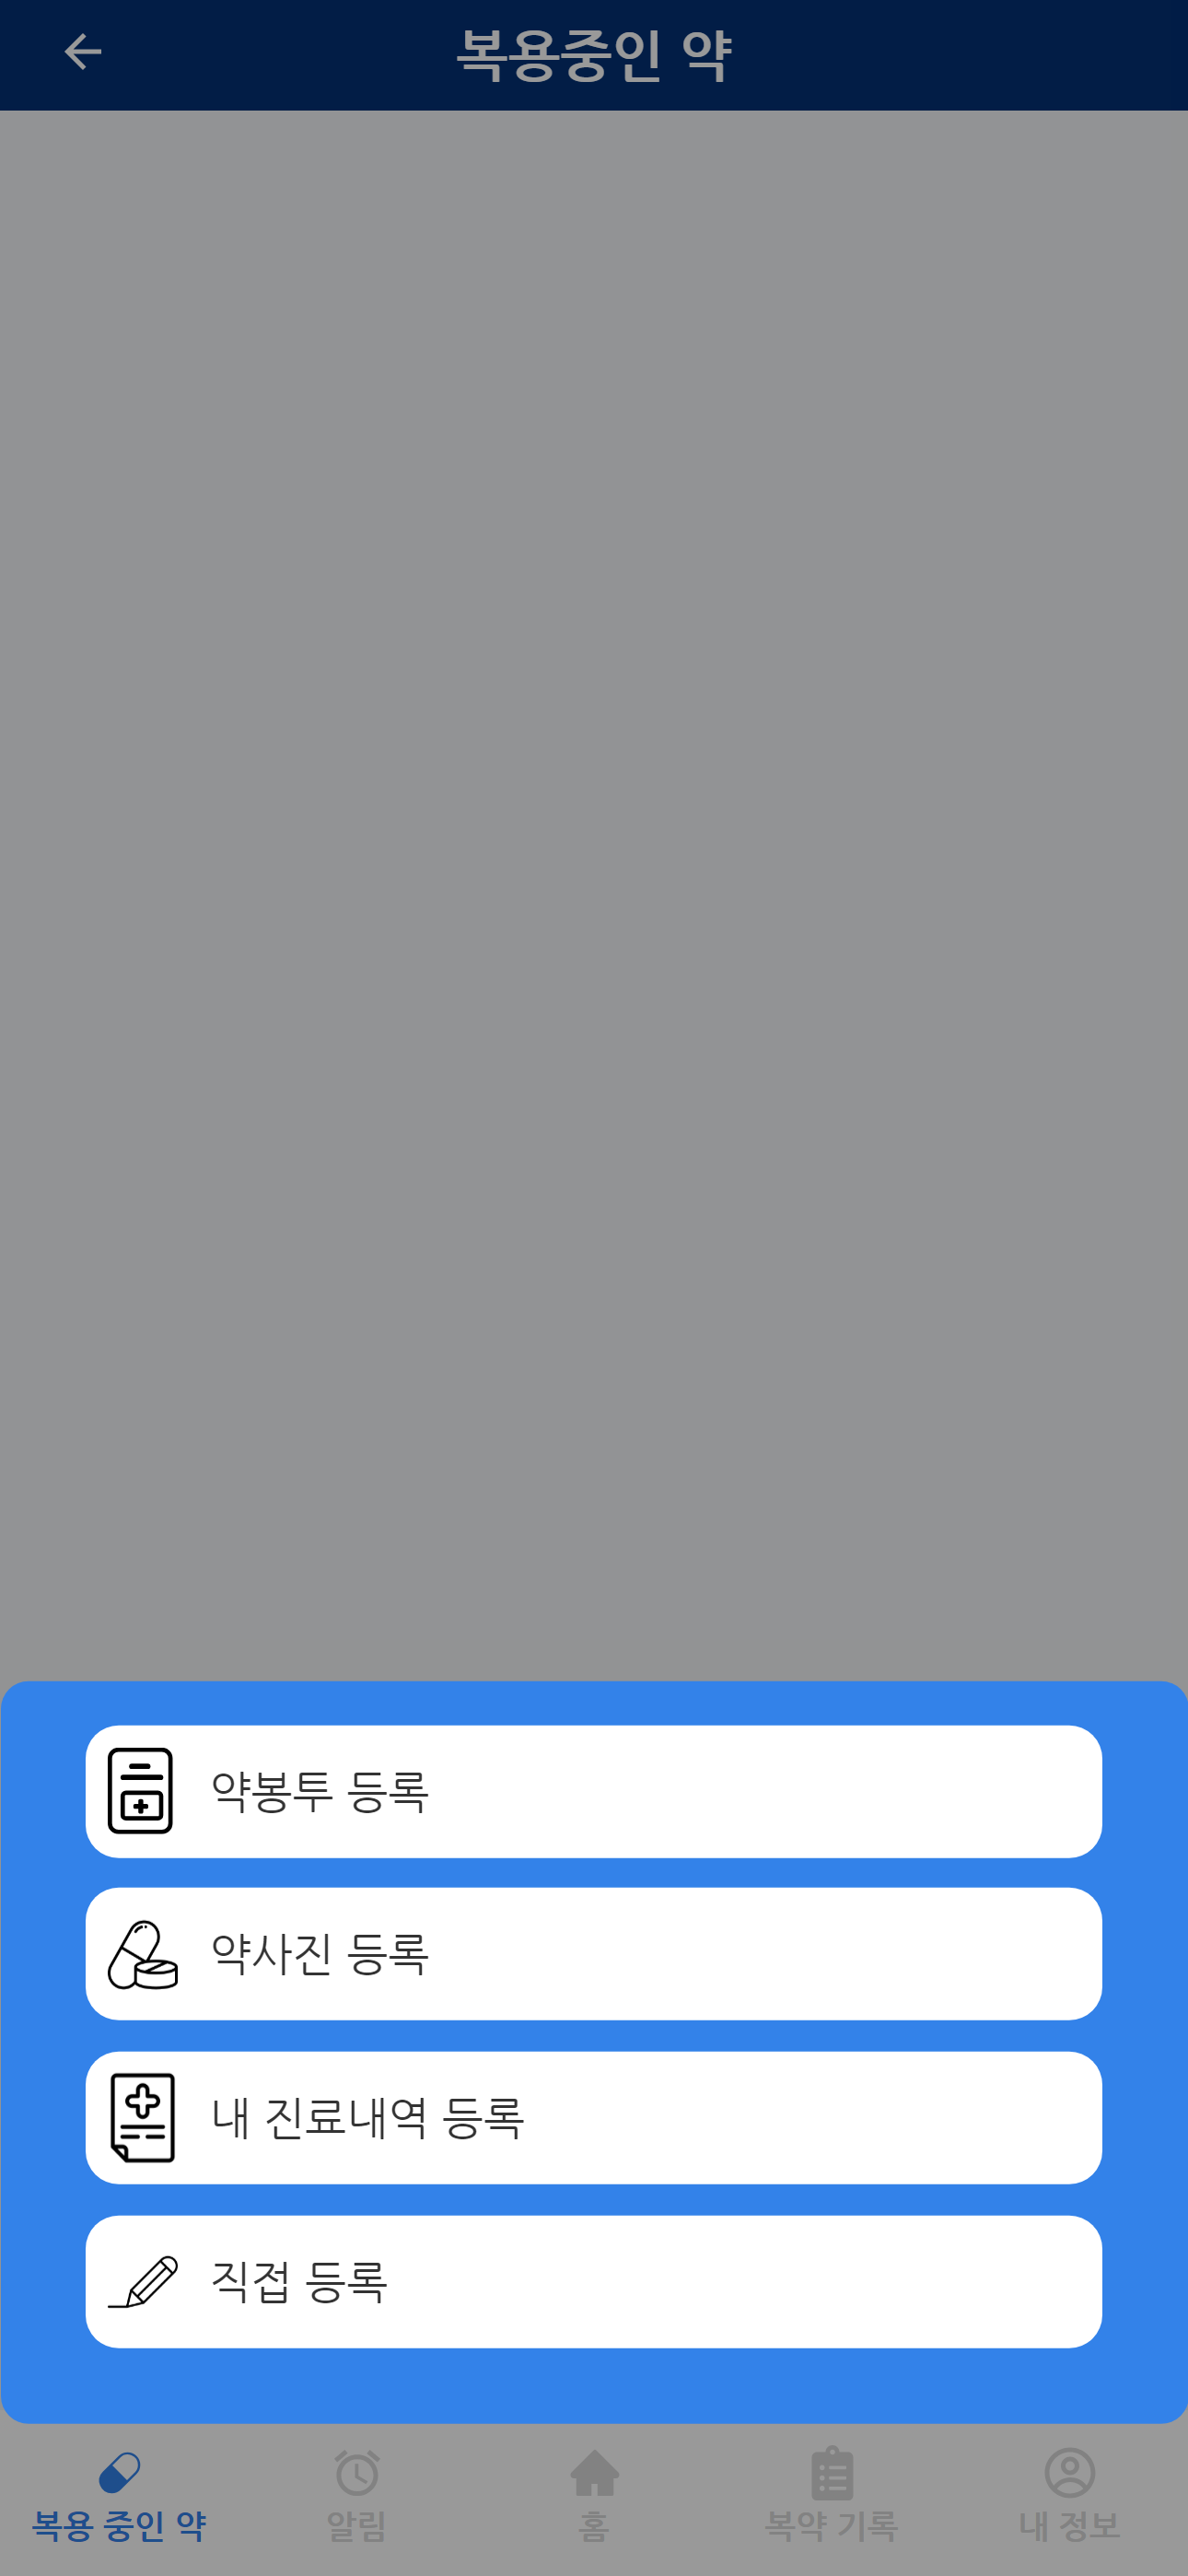 복용중인 약
약봉투 등록
약사진 등록
내 진료내역 등록
직접 등록
복용 중인 약
알림
홈
복약 기록
내 정보